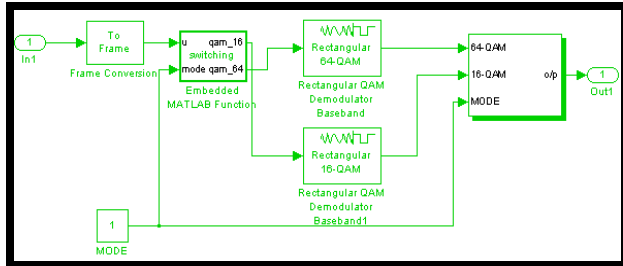 1
In1
To
Frame
Frame Conversion
u qam_16
switching
mode qam_64
Embedded
MATLAB Function
Rectangular
64-QAM
Rectangular QAM
Demodulator
Baseband
Rectangular
16-QAM
Rectangular QAM
Demodulator
Baseband1
64-QAM
16-QAM o/p
MODE
1
Out1
1
MODE